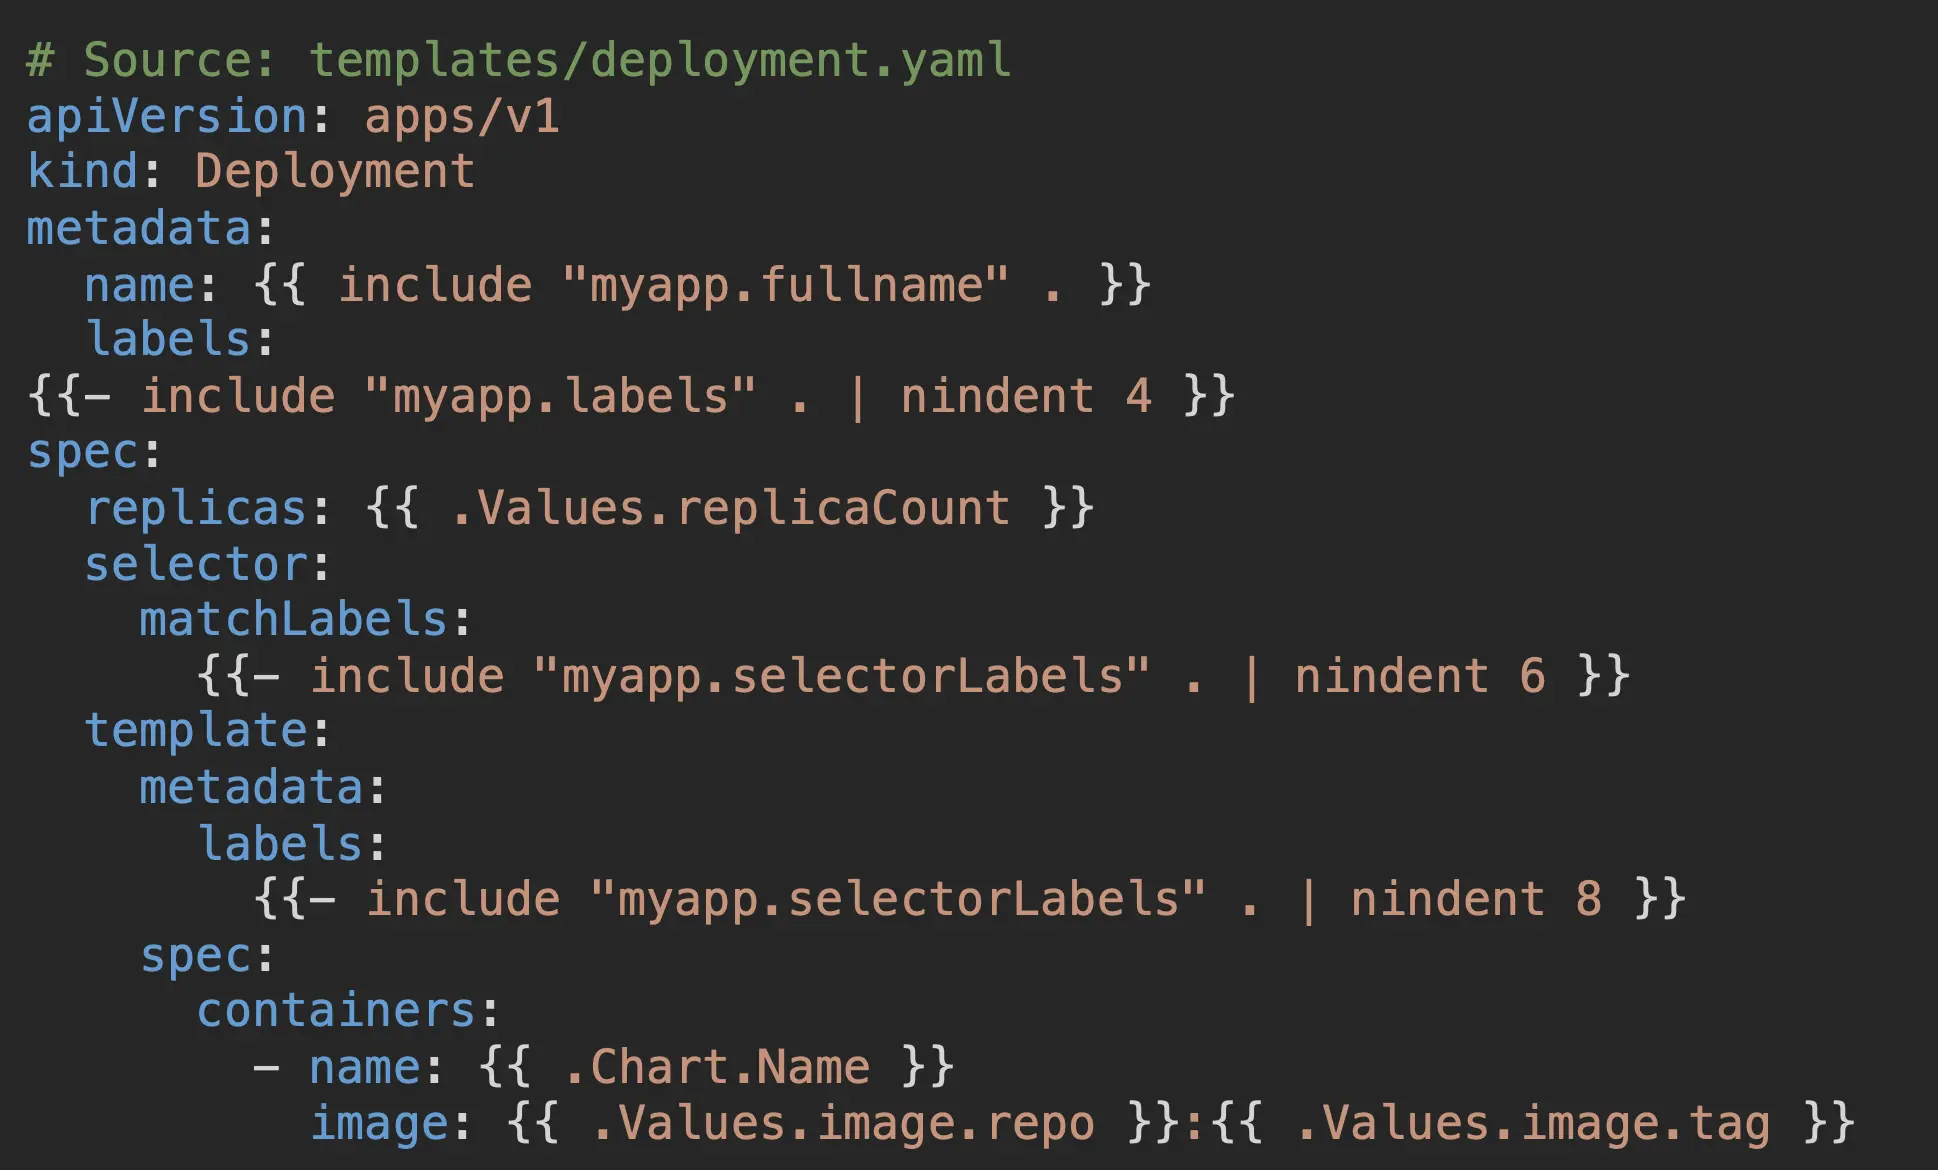 # Source: templates/deployment.yaml
apiVersion: apps/v1
kind: Deployment
metadata:
  name: {{ include "myapp.fullname" . }}
  labels:
{{- include "myapp.labels" . | nindent 4 }}
spec:
  replicas: {{ .Values.replicaCount }}
  selector:
    matchLabels:
      {{- include "myapp.selectorLabels" . | nindent 6 }}
  template:
    metadata:
      labels:
        {{- include "myapp.selectorLabels" . | nindent 8 }}
    spec:
      containers:
        - name: {{ .Chart.Name }}
          image: {{ .Values.image.repo }}:{{ .Values.image.tag }}